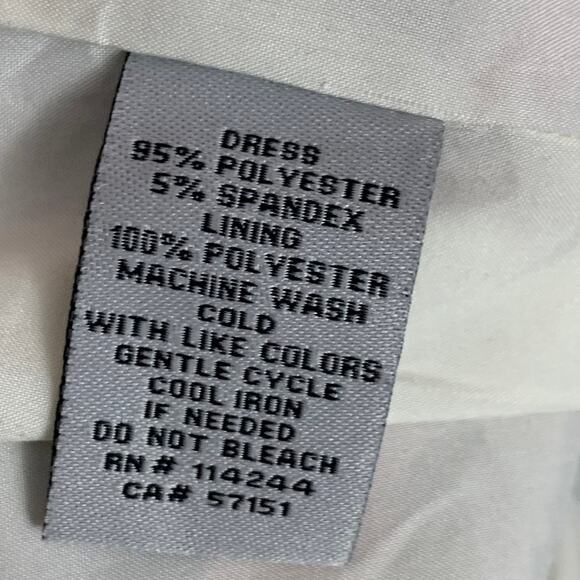 DRESS
95% POLYESTER
5% SPANDEX
LINING
100% POLYESTER
MACHINE WASH
COLD
WITH LIKE COLORS
GENTLE CYCLE
COOL IRON
IF NEEDED
DO NOT BLEACH
RN# 114244
CA# 57151